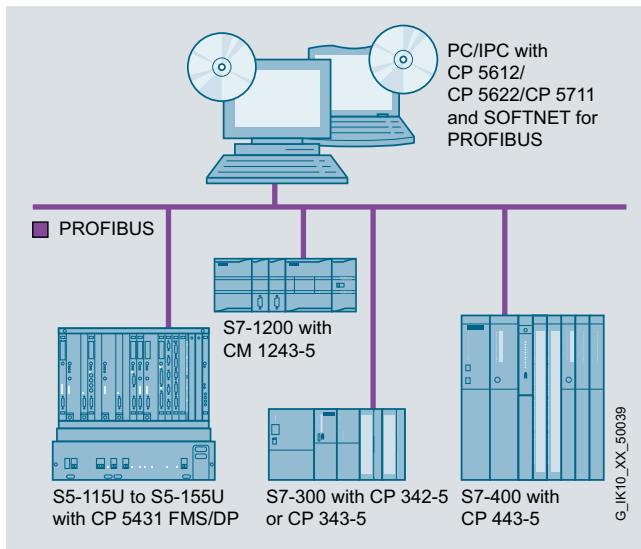 PC/IPC with
CP 5612/
CP 5622/CP 5711
and SOFTNET for
PROFIBUS
PROFIBUS
S7-1200 with
CM 1243-5
S5-115U to S5-155U
with CP 5431 FMS/DP
S7-300 with CP 342-5
or CP 343-5
S7-400 with
CP 443-5
G_IK10_XX_50039